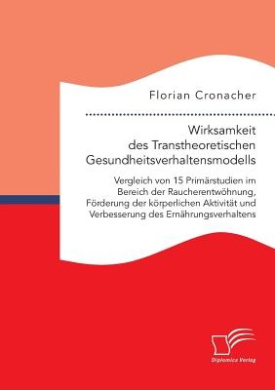 Florian Cronacher
Wirksamkeit
des Transtheoretischen
Gesundheitsverhaltensmodells
Vergleich von 15 Primärstudien im
Bereich der Raucherentwöhnung,
Förderung der körperlichen Aktivität und
Verbesserung des Ernährungsverhaltens
Diplomica Verlag